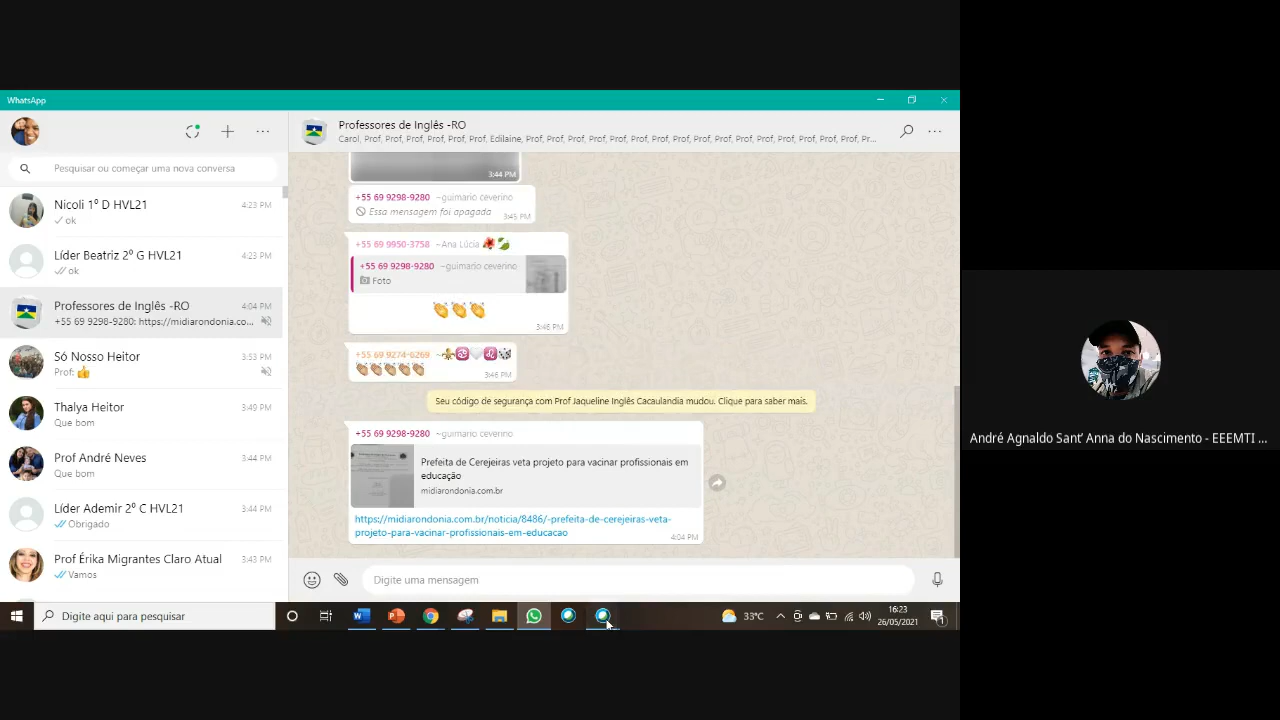 WhatsApp
Pesquisar ou começar uma nova conversa
Nicoli 1º D HVL21 4:23 PM
ok
Líder Beatriz 2º G HVL21 4:23 PM
ok
Professores de Inglês -RO 4:04 PM
+55 69 9298-9280: https://midiarondonia.co...
Só Nosso Heitor 3:53 PM
Prof: 👍
Thalya Heitor 3:49 PM
Que bom
Prof André Neves 3:44 PM
Que bom
Líder Ademir 2º C HVL21 3:44 PM
Obrigado
Prof Érika Migrantes Claro Atual 3:43 PM
Vamos
Professores de Inglês -RO
Carol, Prof, Prof, Prof, Prof, Prof, Edilaine, Prof, Prof, Prof, Prof, Prof, Prof, Prof, Prof, Prof, Prof, Prof, Prof, Prof, Prof, Prof, Pr...
3:44 PM
+55 69 9298-9280 ~guimario ceverino
Essa mensagem foi apagada 3:45 PM
+55 69 9950-3758 ~Ana Lúcia 🌺🍃
+55 69 9298-9280 ~guimario ceverino
Foto
👏👏👏
3:46 PM
+55 69 9274-6269 ~⚜♋🤍♌🎲
👏🏽👏🏽👏🏽👏🏽👏🏽 3:46 PM
Seu código de segurança com Prof Jaqueline Inglês Cacaulandia mudou. Clique para saber mais.
+55 69 9298-9280 ~guimario ceverino
Prefeita de Cerejeiras veta projeto para vacinar profissionais em
educação
midiarondonia.com.br
https://midiarondonia.com.br/noticia/8486/-prefeita-de-cerejeiras-veta-
projeto-para-vacinar-profissionais-em-educacao 4:04 PM
Digite uma mensagem
Digite aqui para pesquisar
33°C
16:23
26/05/2021
1
André Agnaldo Sant' Anna do Nascimento - EEEMTI ...